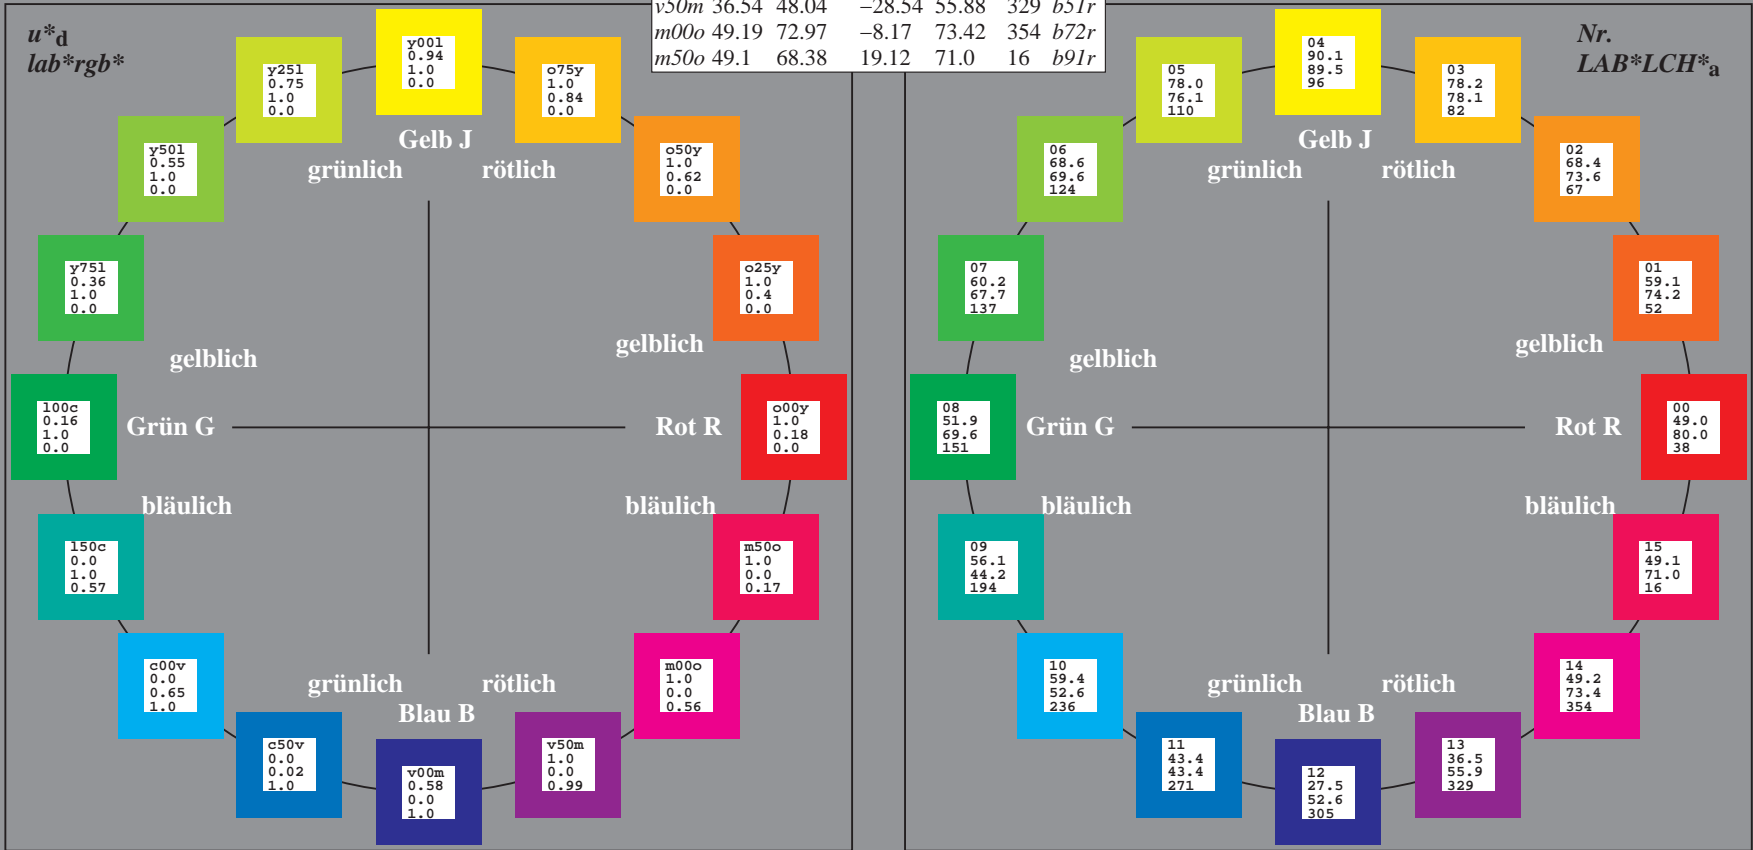 v50m 36.54 48.04 −28.54 55.88 329 b51r
m00o 49.19 72.97 −8.17 73.42 354 b72r
m50o 49.1 68.38 19.12 71.0 16 b91r
u*d
lab*rgb*
y00l
0.94
1.0
0.0
y25l
0.75
1.0
0.0
o75y
1.0
0.84
0.0
y50l
0.55
1.0
0.0
o50y
1.0
0.62
0.0
Gelb J
grünlich rötlich
y75l
0.36
1.0
0.0
o25y
1.0
0.4
0.0
gelblich
gelblich
l00c
0.16
1.0
0.0
Grün G
Rot R
o00y
1.0
0.18
0.0
bläulich
bläulich
l50c
0.0
1.0
0.57
m50o
1.0
0.0
0.17
c00v
0.0
0.65
1.0
m00o
1.0
0.0
0.56
grünlich rötlich
Blau B
c50v
0.0
0.02
1.0
v50m
1.0
0.0
0.99
v00m
0.58
0.0
1.0
Nr.
LAB*LCH*a
04
90.1
89.5
96
05
78.0
76.1
110
03
78.2
78.1
82
06
68.6
69.6
124
02
68.4
73.6
67
Gelb J
grünlich rötlich
07
60.2
67.7
137
01
59.1
74.2
52
gelblich
gelblich
08
51.9
69.6
151
Grün G
Rot R
00
49.0
80.0
38
bläulich
bläulich
09
56.1
44.2
194
15
49.1
71.0
16
10
59.4
52.6
236
14
49.2
73.4
354
grünlich rötlich
Blau B
11
43.4
43.4
271
13
36.5
55.9
329
12
27.5
52.6
305